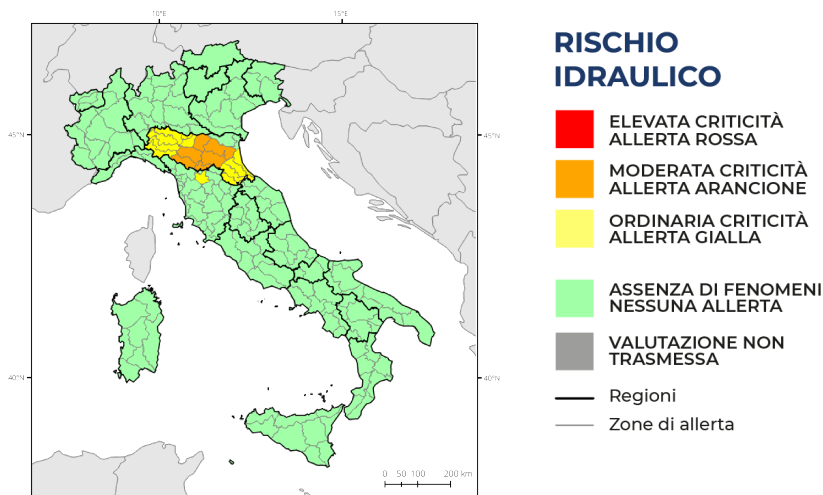 10°E 15°E
45°N 45°N
40°N 40°N
0 50 100 200 km
RISCHIO
IDRAULICO
ELEVATA CRITICITÀ
ALLERTA ROSSA
MODERATA CRITICITÀ
ALLERTA ARANCIONE
ORDINARIA CRITICITÀ
ALLERTA GIALLA
ASSENZA DI FENOMENI
NESSUNA ALLERTA
VALUTAZIONE NON
TRASMESSA
Regioni
Zone di allerta